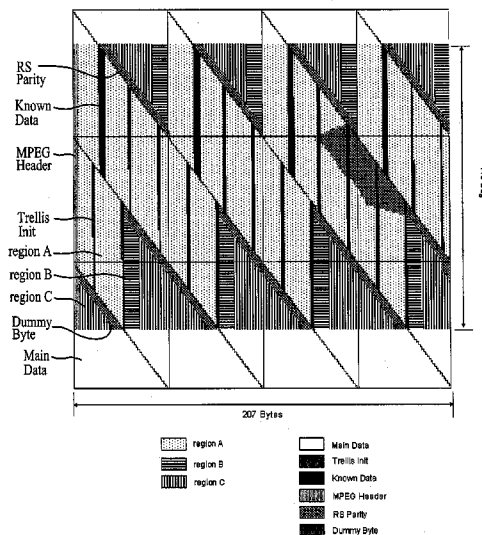 RS
Parity
Known
Data
MPEG
Header
Trellis
Init
region A
region B
region C
Dummy
Byte
Main
Data
207 Bytes
region A
region B
region C
Main Data
Trellis Init
Known Data
MPEG Header
RS Parity
Dummy Byte